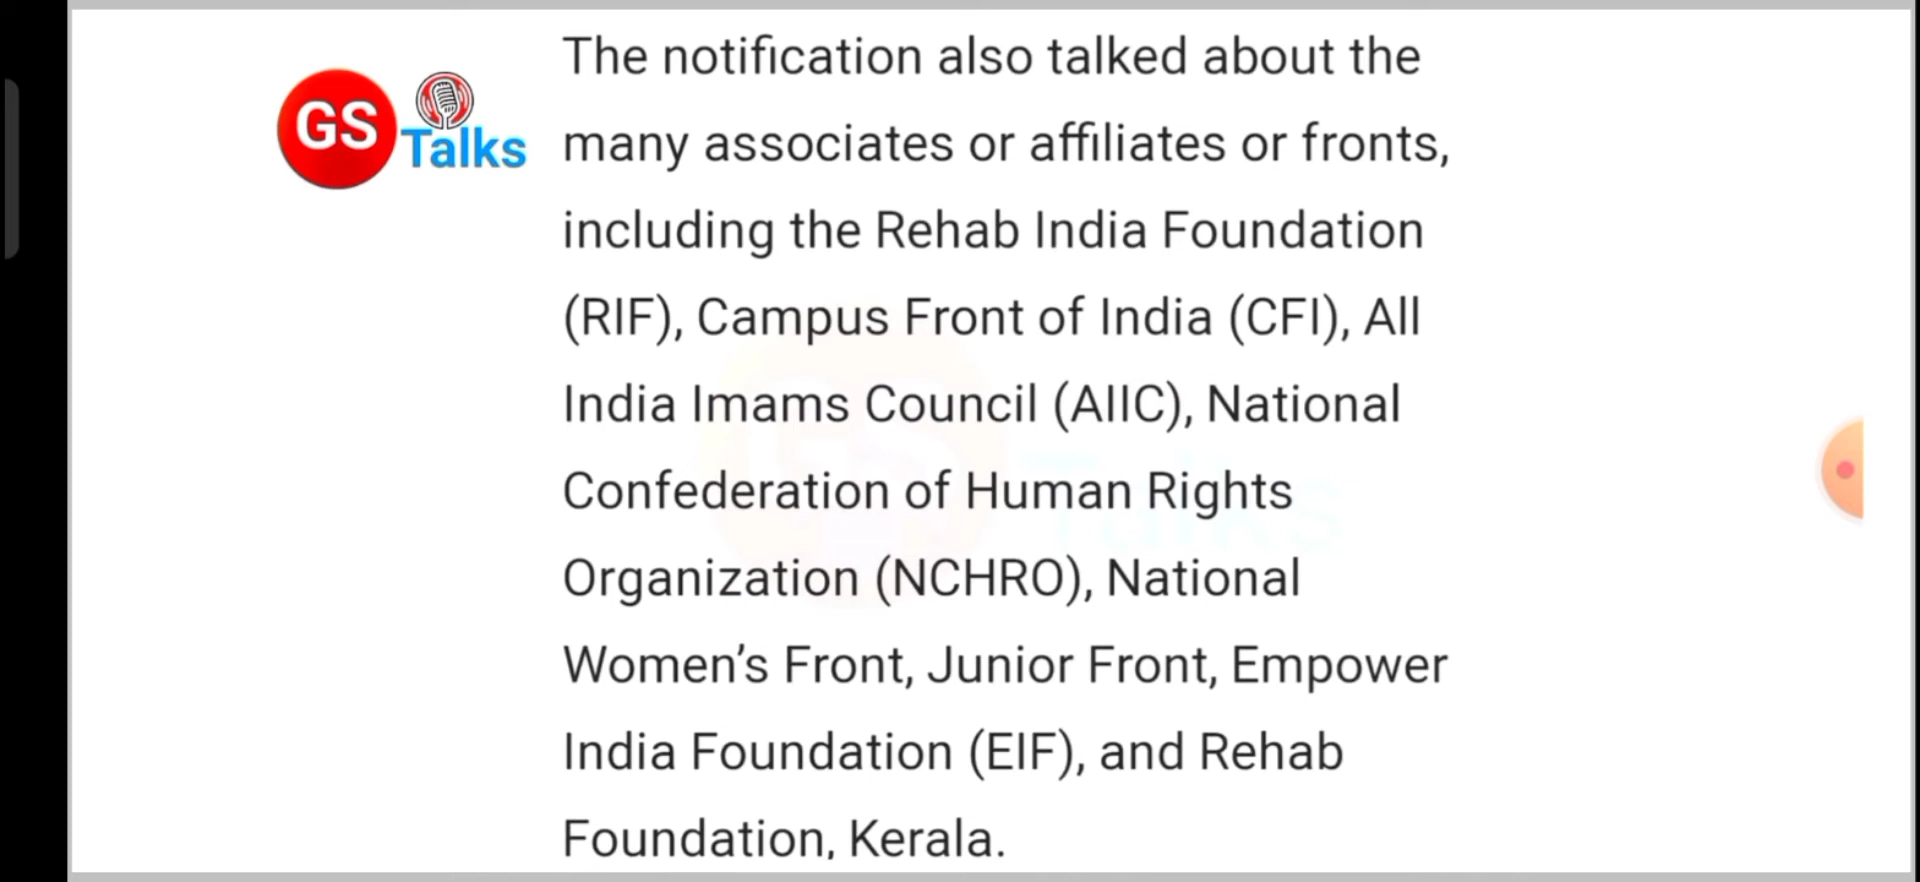 GS
Talks
The notification also talked about the
many associates or affiliates or fronts,
including the Rehab India Foundation
(RIF), Campus Front of India (CFI), All
India Imams Council (AIIC), National
Confederation of Human Rights
Organization (NCHRO), National
Women’s Front, Junior Front, Empower
India Foundation (EIF), and Rehab
Foundation, Kerala.